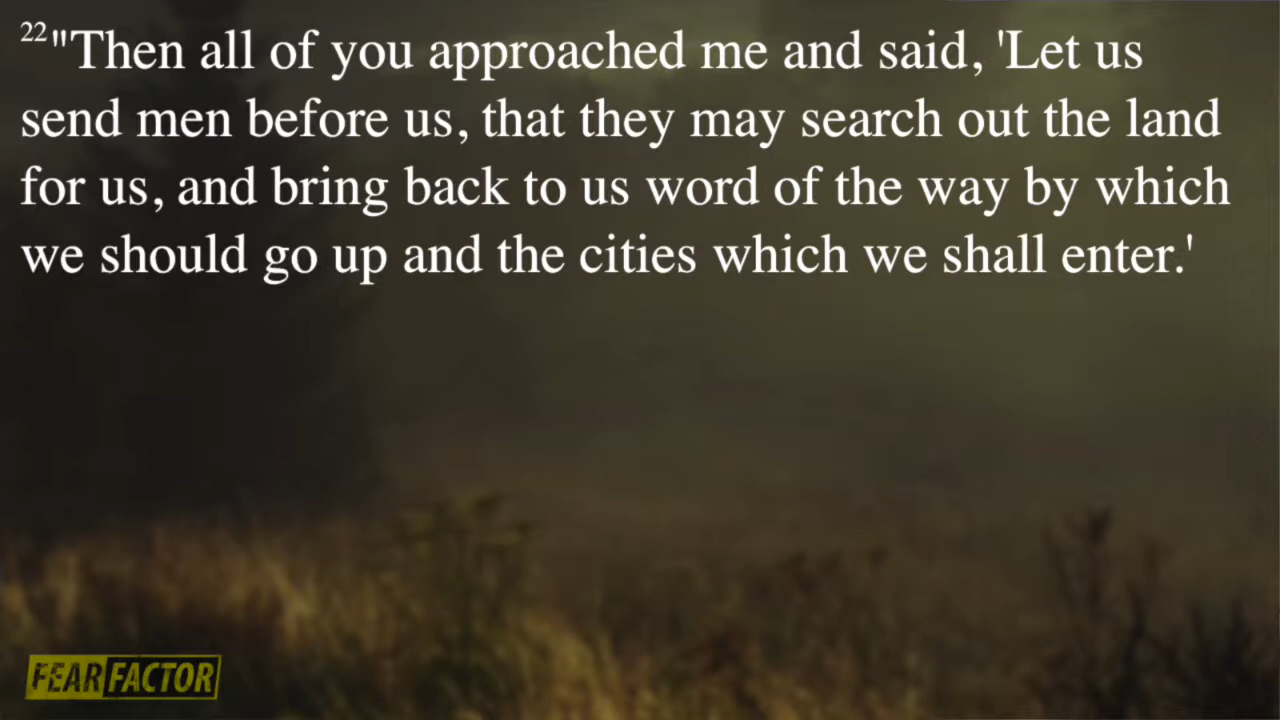 22"Then all of you approached me and said, 'Let us
send men before us, that they may search out the land
for us, and bring back to us word of the way by which
we should go up and the cities which we shall enter.'
FEAR FACTOR